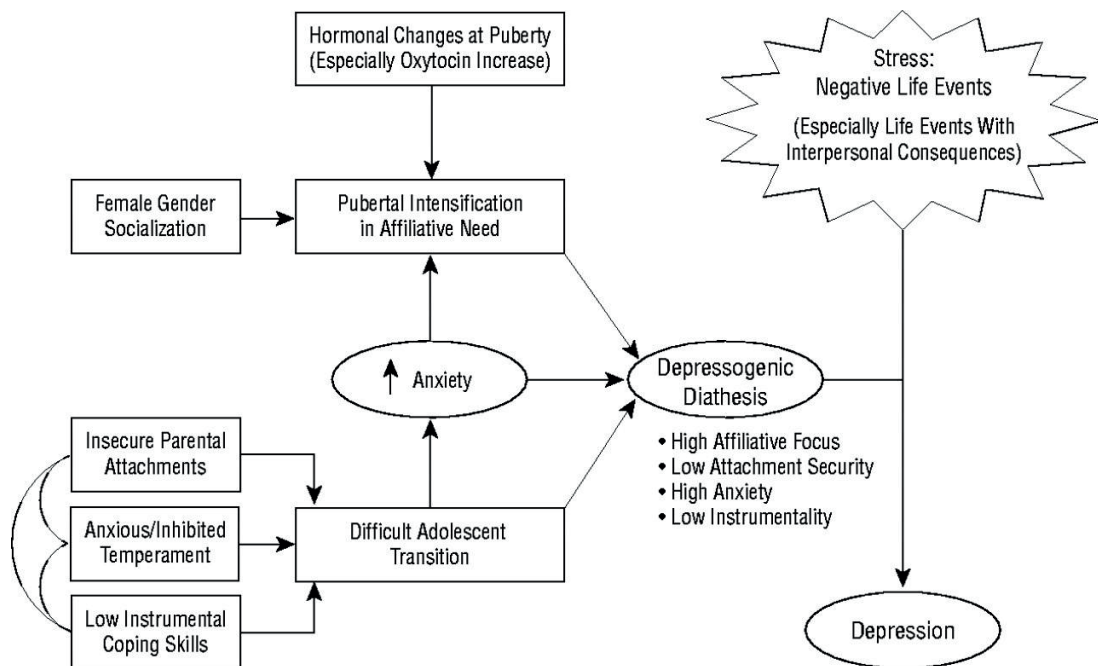 Hormonal Changes at Puberty
(Especially Oxytocin Increase)
Stress:
Negative Life Events
(Especially Life Events With
Interpersonal Consequences)
Female Gender
Socialization
Pubertal Intensification
in Affiliative Need
↑ Anxiety
Depressogenic
Diathesis
• High Affiliative Focus
• Low Attachment Security
• High Anxiety
• Low Instrumentality
Insecure Parental
Attachments
Anxious/Inhibited
Temperament
Low Instrumental
Coping Skills
Difficult Adolescent
Transition
Depression